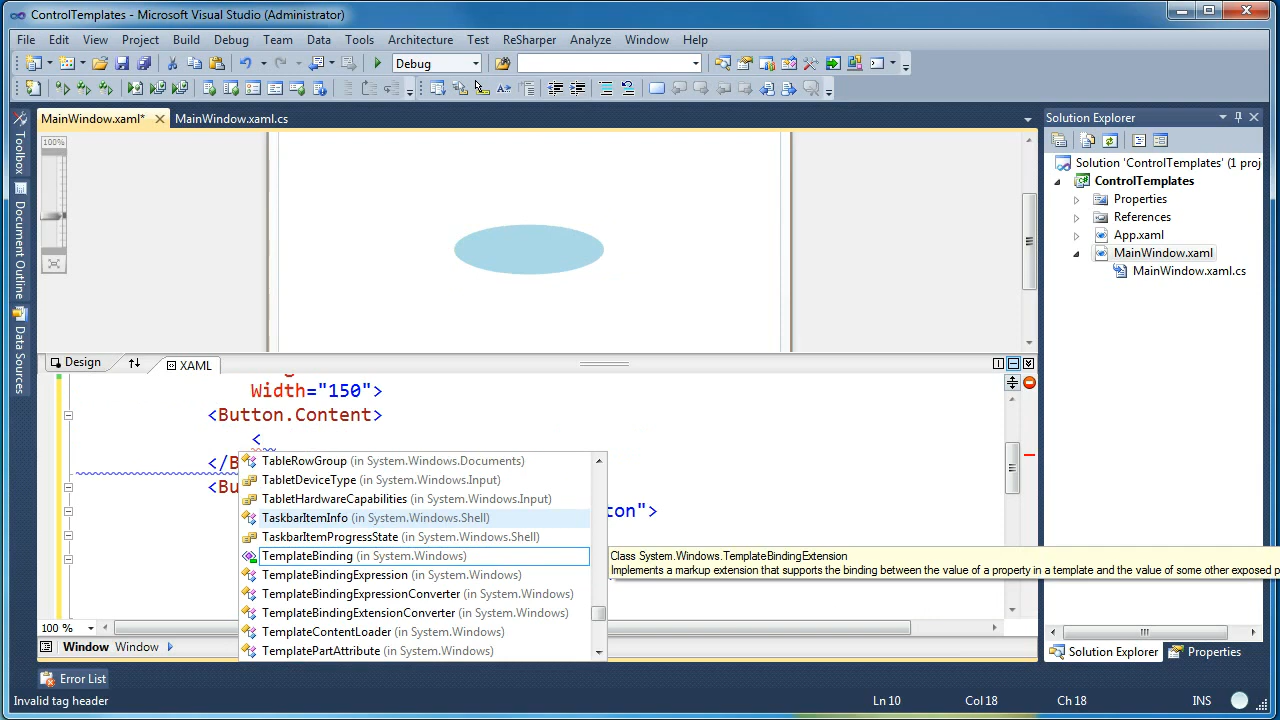 ControlTemplates - Microsoft Visual Studio (Administrator)
File Edit View Project Build Debug Team Data Tools Architecture Test ReSharper Analyze Window Help
Debug
MainWindow.xaml* MainWindow.xaml.cs
Solution Explorer
Toolbox
Document Outline
Data Sources
100%
Solution 'ControlTemplates' (1 proj
ControlTemplates
Properties
References
App.xaml
MainWindow.xaml
MainWindow.xaml.cs
Design XAML
Width="150">
<Button.Content>
<
</B
<Bu
ton">
TableRowGroup (in System.Windows.Documents)
TabletDeviceType (in System.Windows.Input)
TabletHardwareCapabilities (in System.Windows.Input)
TaskbarItemInfo (in System.Windows.Shell)
TaskbarItemProgressState (in System.Windows.Shell)
TemplateBinding (in System.Windows)
TemplateBindingExpression (in System.Windows)
TemplateBindingExpressionConverter (in System.Windows)
TemplateBindingExtensionConverter (in System.Windows)
TemplateContentLoader (in System.Windows)
TemplatePartAttribute (in System.Windows)
Class System.Windows.TemplateBindingExtension
Implements a markup extension that supports the binding between the value of a property in a template and the value of some other exposed p
100 %
Window Window
Solution Explorer Properties
Error List
Invalid tag header Ln 10 Col 18 Ch 18 INS